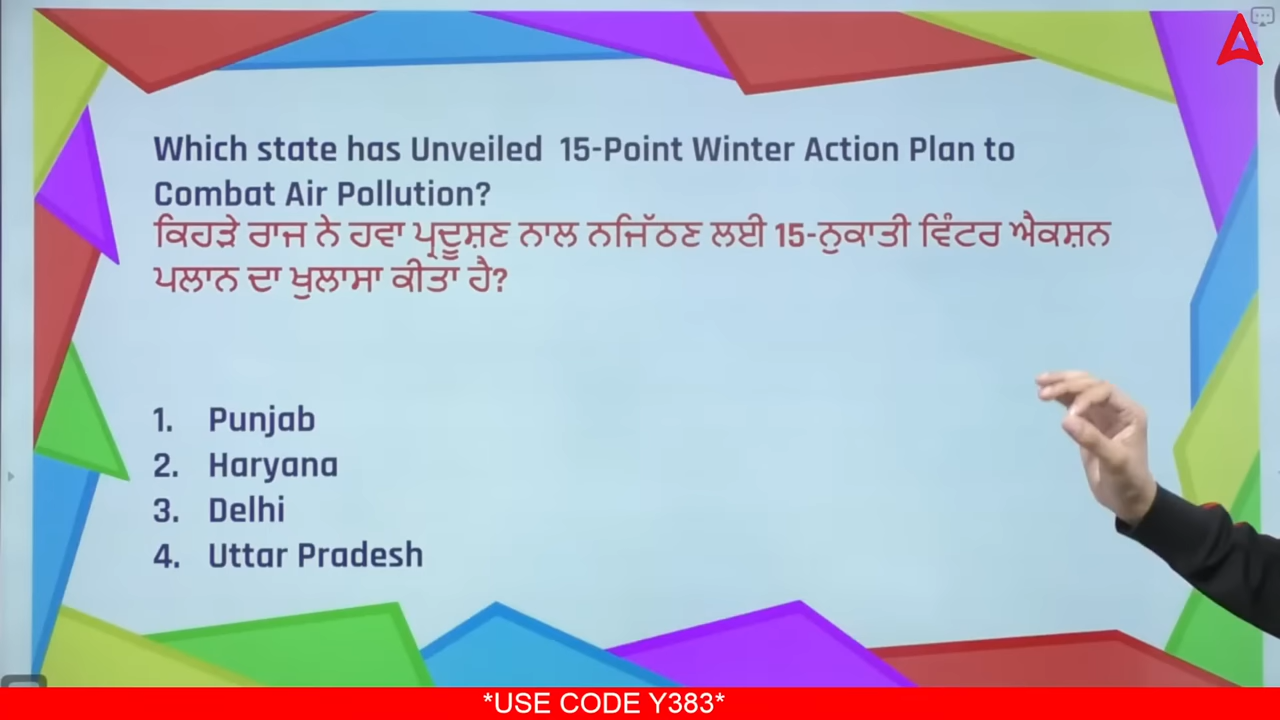 Which state has Unveiled 15-Point Winter Action Plan to
Combat Air Pollution?
ਕਿਹੜੇ ਰਾਜ ਨੇ ਹਵਾ ਪ੍ਰਦੂਸ਼ਣ ਨਾਲ ਨਜਿੱਠਣ ਲਈ 15-ਨੁਕਾਤੀ ਵਿੰਟਰ ਐਕਸ਼ਨ
ਪਲਾਨ ਦਾ ਖੁਲਾਸਾ ਕੀਤਾ ਹੈ?
1. Punjab
2. Haryana
3. Delhi
4. Uttar Pradesh
*USE CODE Y383*